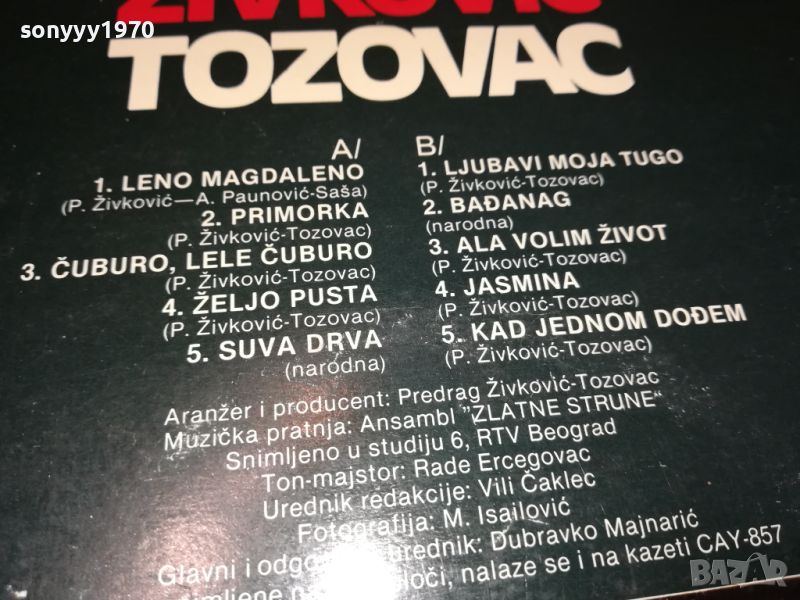 sonyyy1970
ŽIVKOVIĆ
TOZOVAC
A/
1. LENO MAGDALENO
(P. Živković—A. Paunović-Saša)
2. PRIMORKA
(P. Živković-Tozovac)
3. ČUBURO, LELE ČUBURO
(P. Živković-Tozovac)
4. ŽELJO PUSTA
(P. Živković-Tozovac)
5. SUVA DRVA
(narodna)
B/
1. LJUBAVI MOJA TUGO
(P. Živković-Tozovac)
2. BAĐANAG
(narodna)
3. ALA VOLIM ŽIVOT
(P. Živković-Tozovac)
4. JASMINA
(P. Živković-Tozovac)
5. KAD JEDNOM DOĐEM
(P. Živković-Tozovac)
Aranžer i producent: Predrag Živković-Tozovac
Muzička pratnja: Ansambl "ZLATNE STRUNE"
Snimljeno u studiju 6, RTV Beograd
Ton-majstor: Rade Ercegovac
Urednik redakcije: Vili Čaklec
Fotografija: M. Isailović
Glavni i urednik: Dubravko Majnarić
nalaze se i na kazeti CAY-857
BAZAR